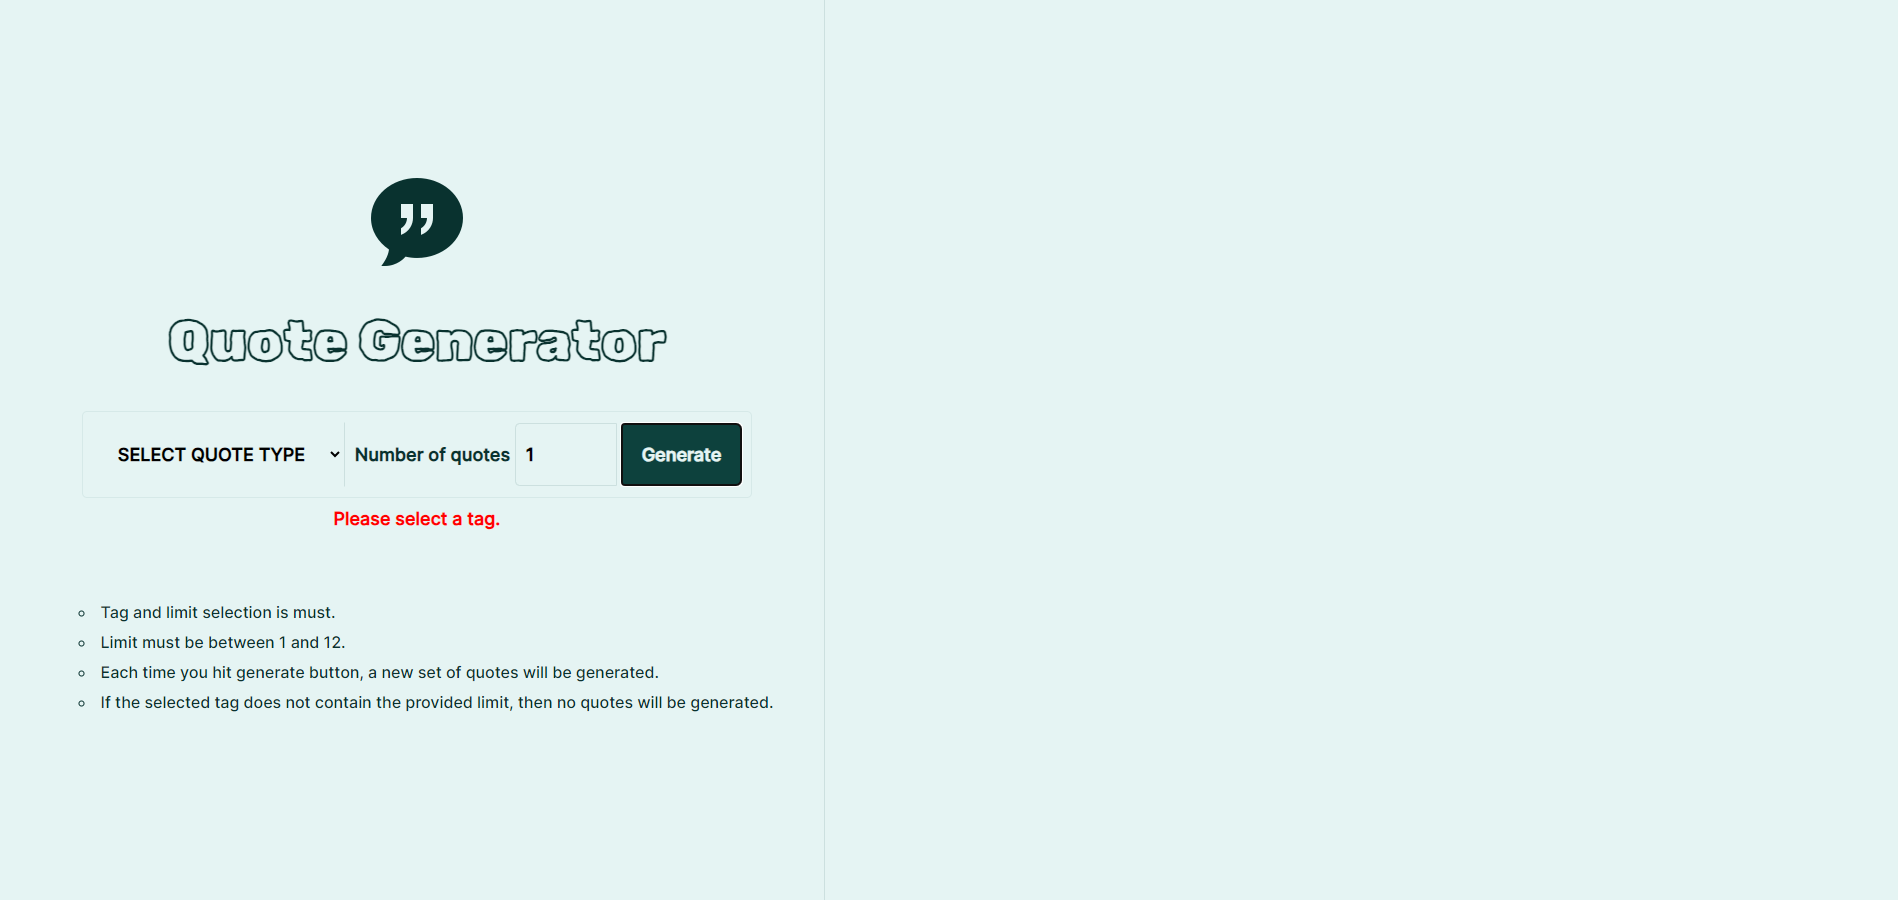 Quote Generator
SELECT QUOTE TYPE
Number of quotes
1
Generate
Please select a tag.
Tag and limit selection is must.
Limit must be between 1 and 12.
Each time you hit generate button, a new set of quotes will be generated.
If the selected tag does not contain the provided limit, then no quotes will be generated.